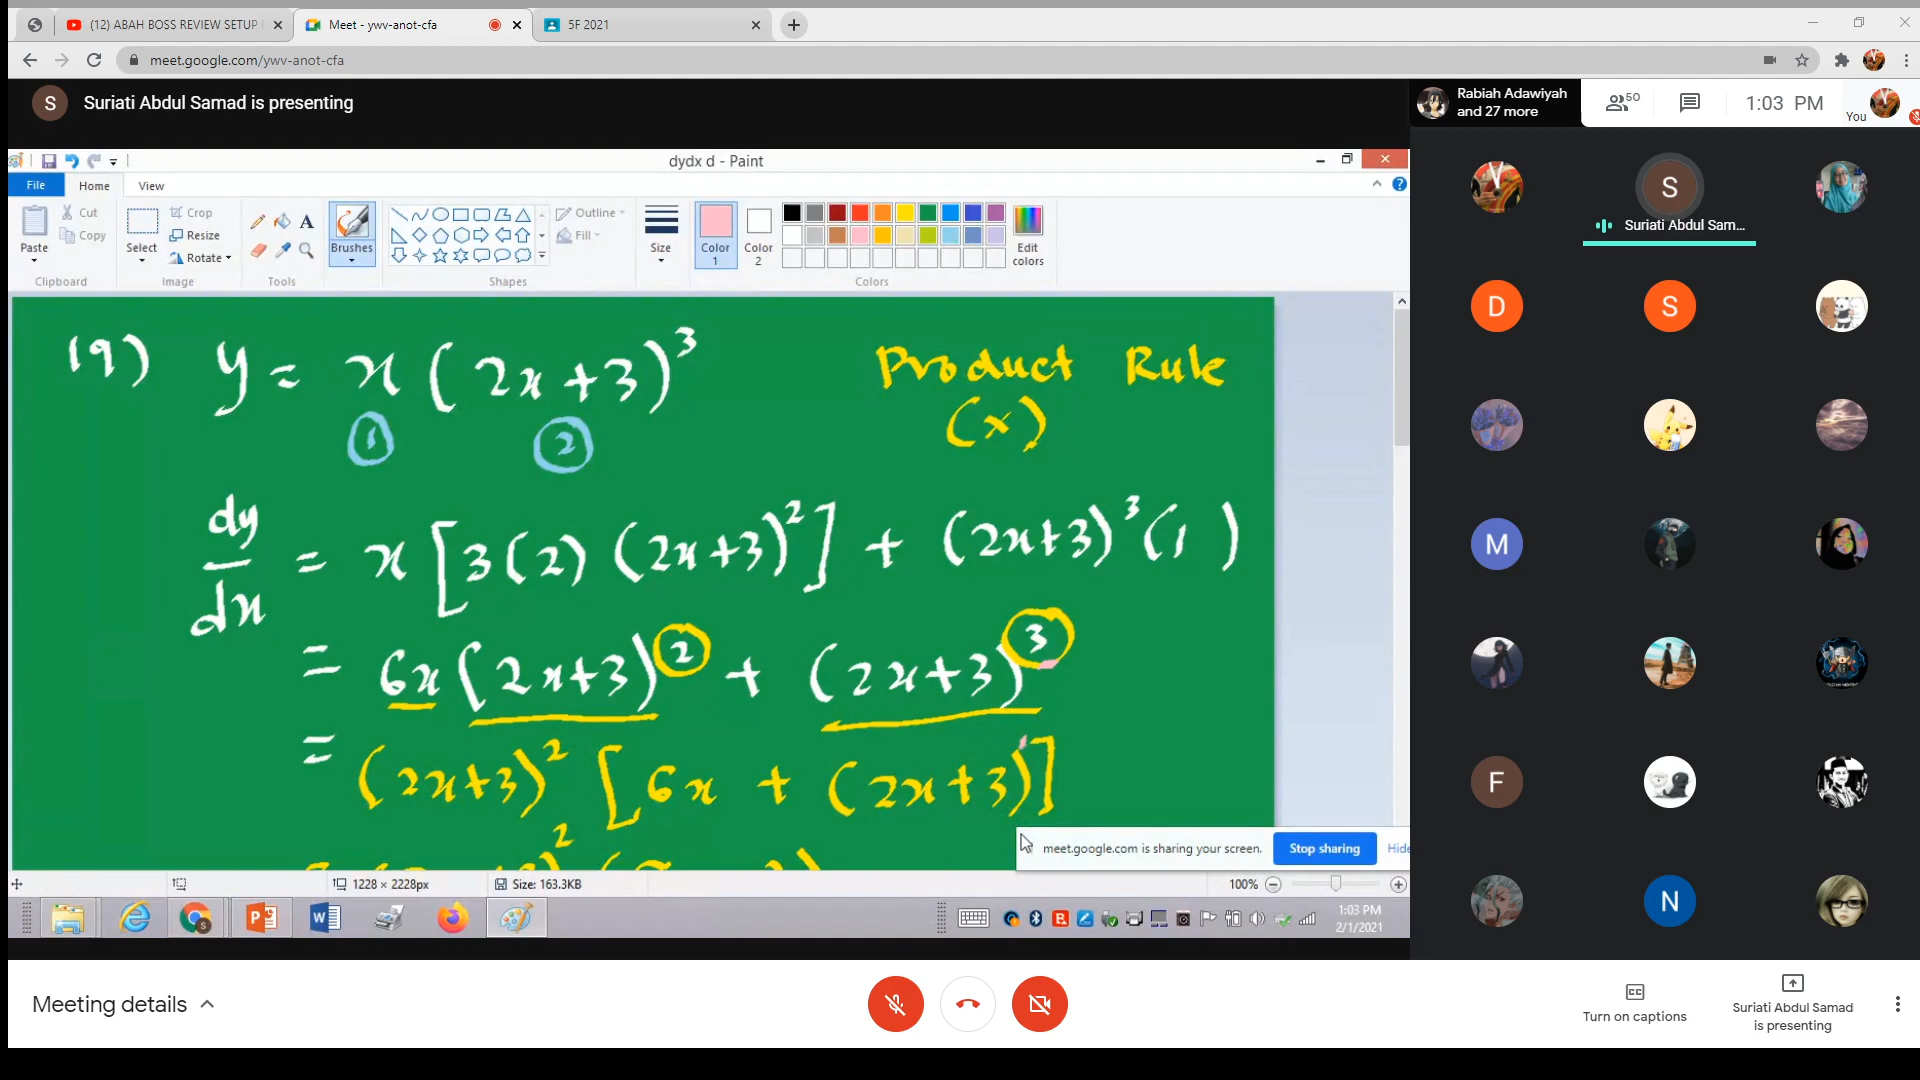 (12) ABAH BOSS REVIEW SETUP
Meet - ywv-anot-cfa
5F 2021
meet.google.com/ywv-anot-cfa
S
Suriati Abdul Samad is presenting
Rabiah Adawiyah
and 27 more
50
1:03 PM
You
dydx d - Paint
File
Home
View
Cut
Copy
Paste
Clipboard
Select
Crop
Resize
Rotate
Image
A
Tools
Brushes
Outline
Fill
Shapes
Size
Color
1
Color
2
Edit
colors
Colors
19) y = x(2x+3)³
① ②
Product Rule
(x)
dy/dx = x[3(2)(2x+3)²] + (2x+3)³(1 )
= 6x(2x+3)² + (2x+3)³
= (2x+3)² [6x + (2x+3)¹]
meet.google.com is sharing your screen.
Stop sharing
Hide
1228 × 2228px
Size: 163.3KB
100%
1:03 PM
2/1/2021
S
Suriati Abdul Sam...
D
S
M
F
N
Meeting details
Turn on captions
Suriati Abdul Samad
is presenting